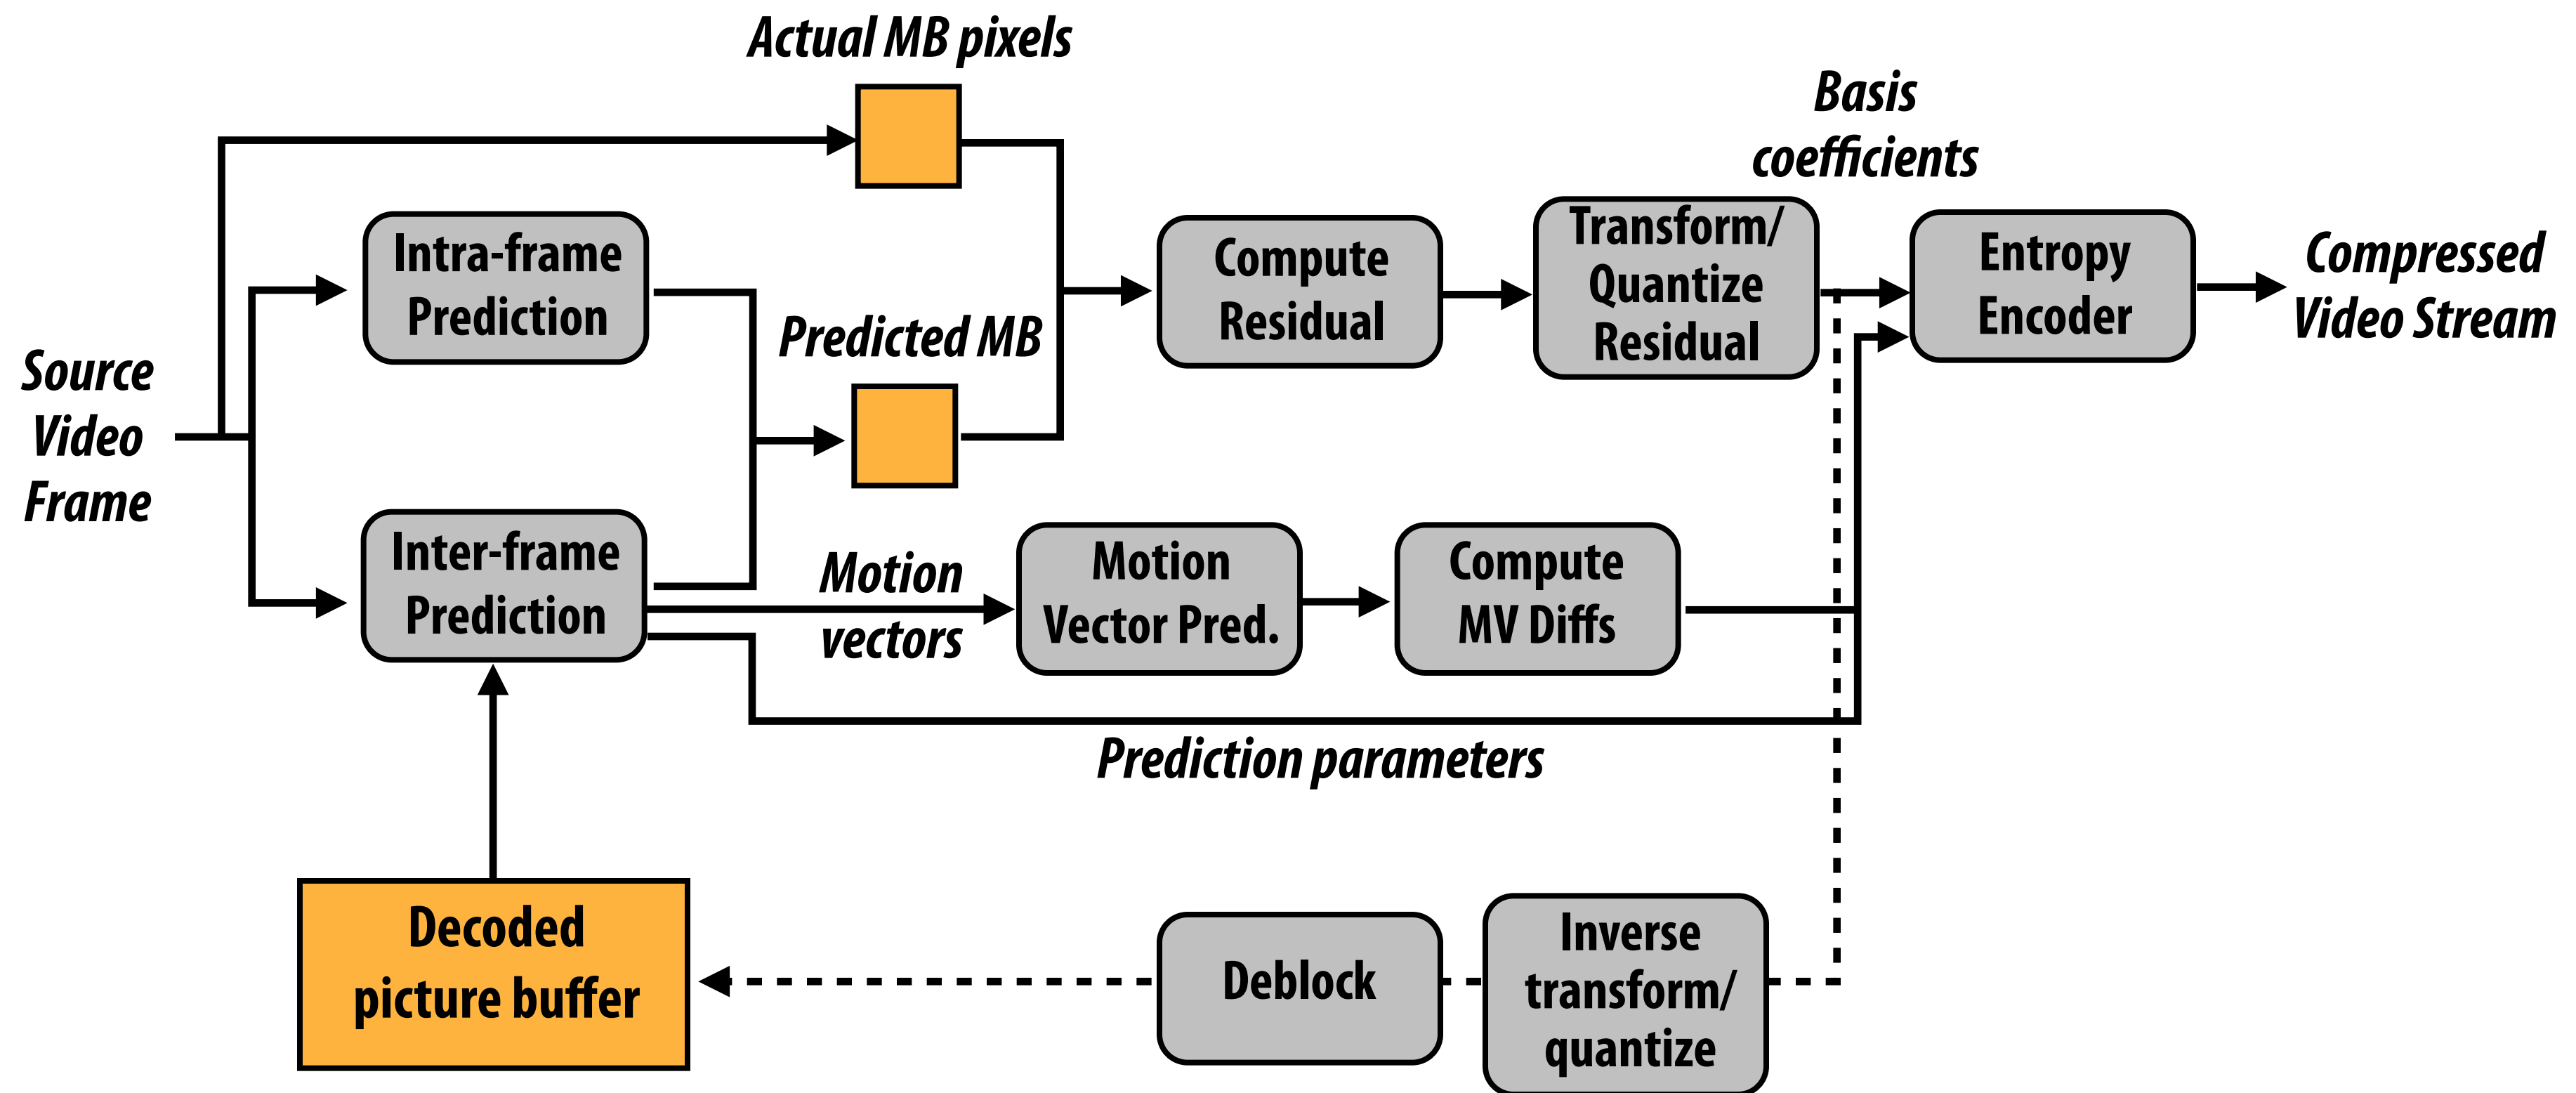 Actual MB pixels
Basis
coefficients
Intra-frame
Prediction
Compute
Residual
Transform/
Quantize
Residual
Entropy
Encoder
Compressed
Video Stream
Predicted MB
Source
Video
Frame
Inter-frame
Prediction
Motion
vectors
Motion
Vector Pred.
Compute
MV Diffs
Prediction parameters
Decoded
picture buffer
Deblock
Inverse
transform/
quantize